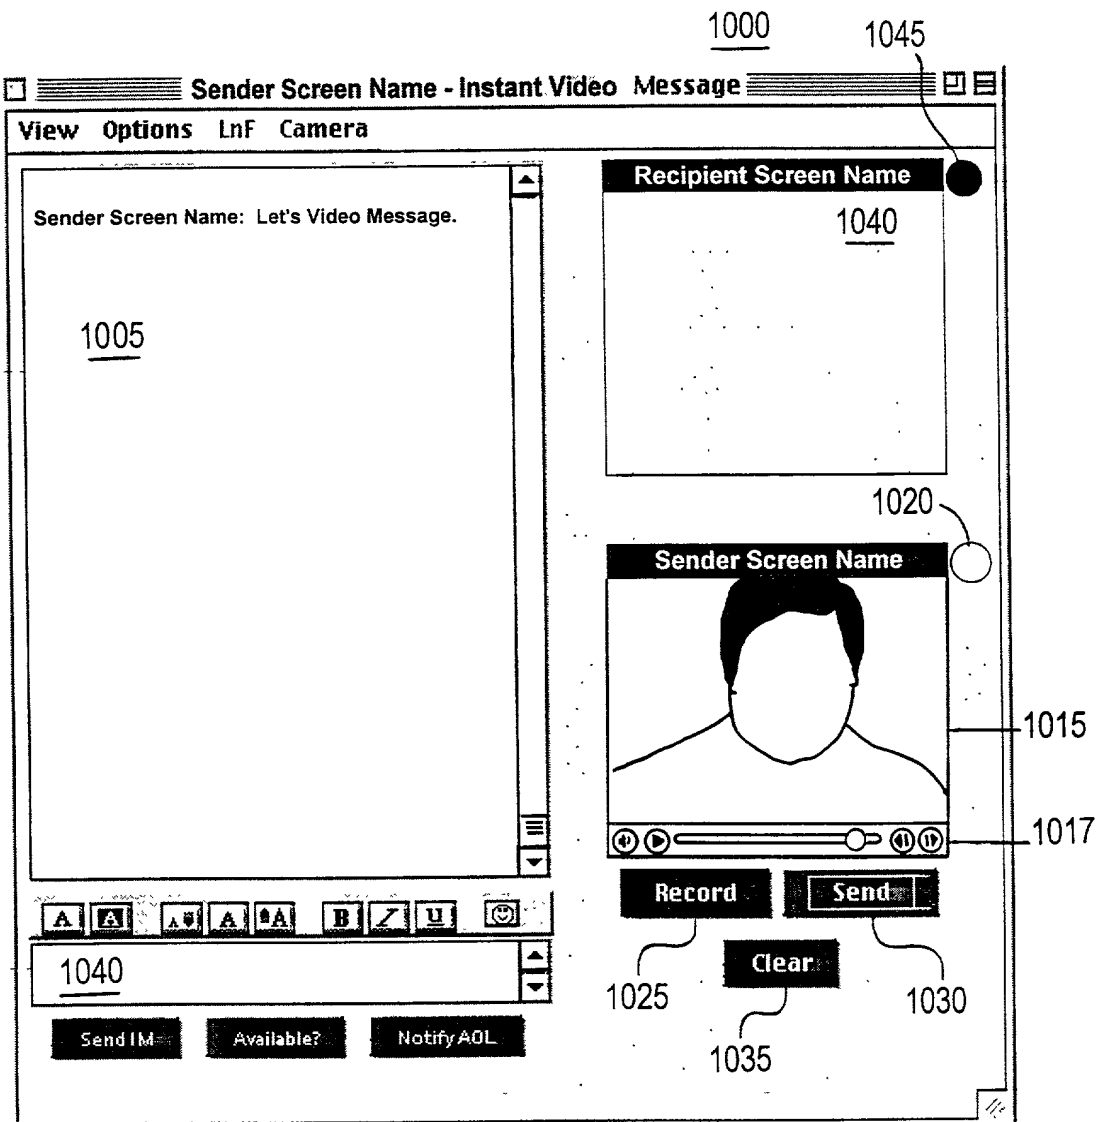 1000
1045
Sender Screen Name - Instant Video Message
View Options LnF Camera
Recipient Screen Name
1040
Sender Screen Name: Let's Video Message.
1005
1020
Sender Screen Name
1015
1017
Record Send
A A A A A B I U
1040
Clear
1025
1030
Send IM Available? Notify AOL
1035